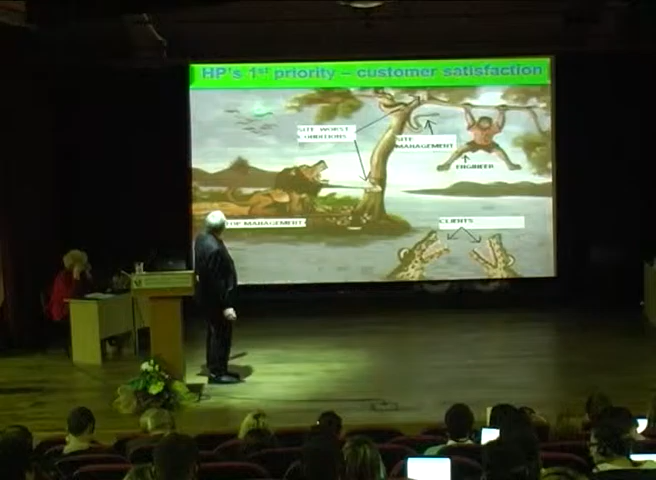 HP's 1st priority – customer satisfaction
SITE WORST
CONDITIONS
SITE
MANAGEMENT
ENGINEER
TOP MANAGEMENT
CLIENTS